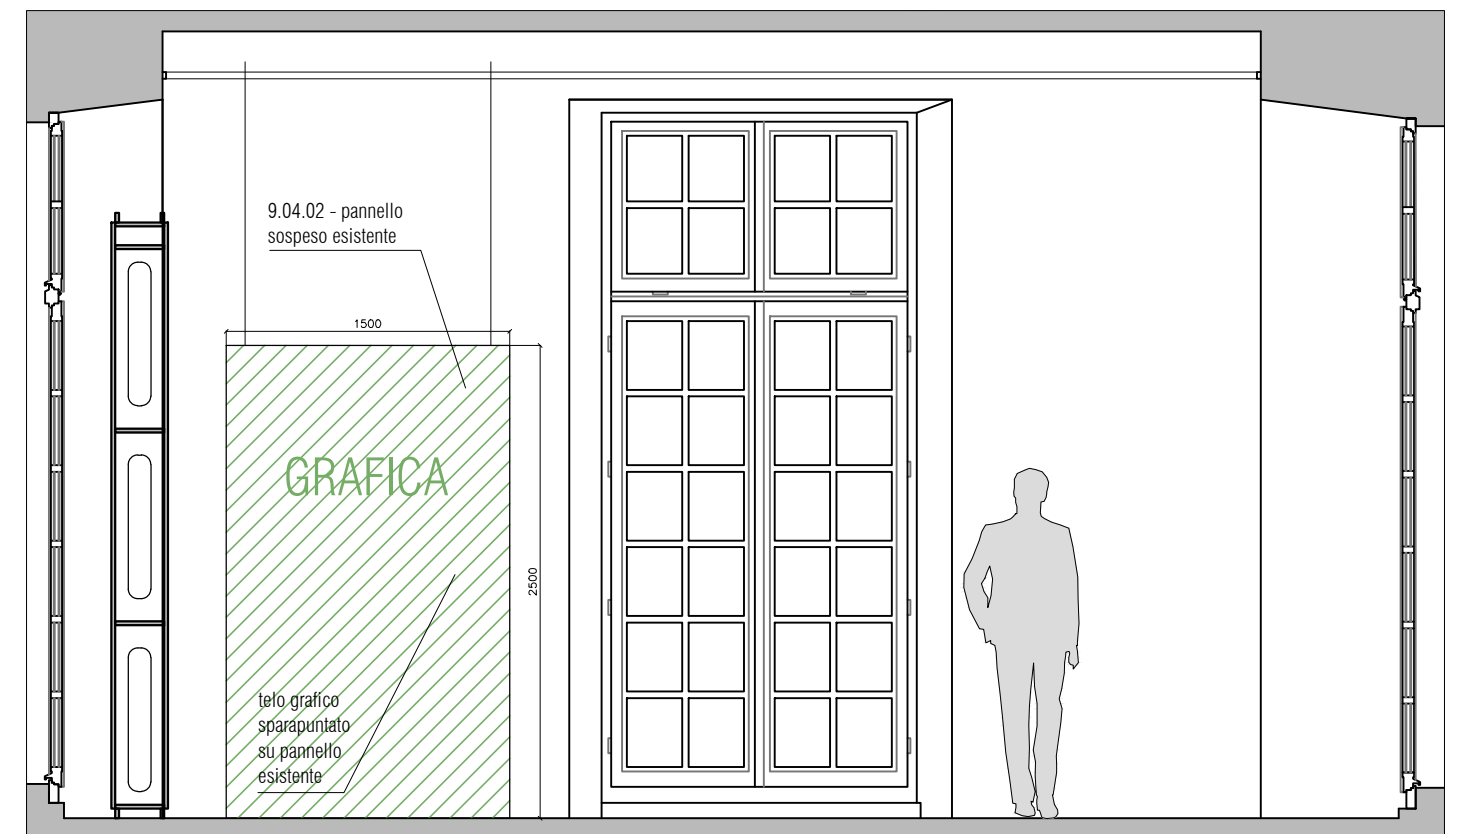 9.04.02 - pannello
sospeso esistente
1500
GRAFICA
2500
telo grafico
sparapuntato
su pannello
esistente